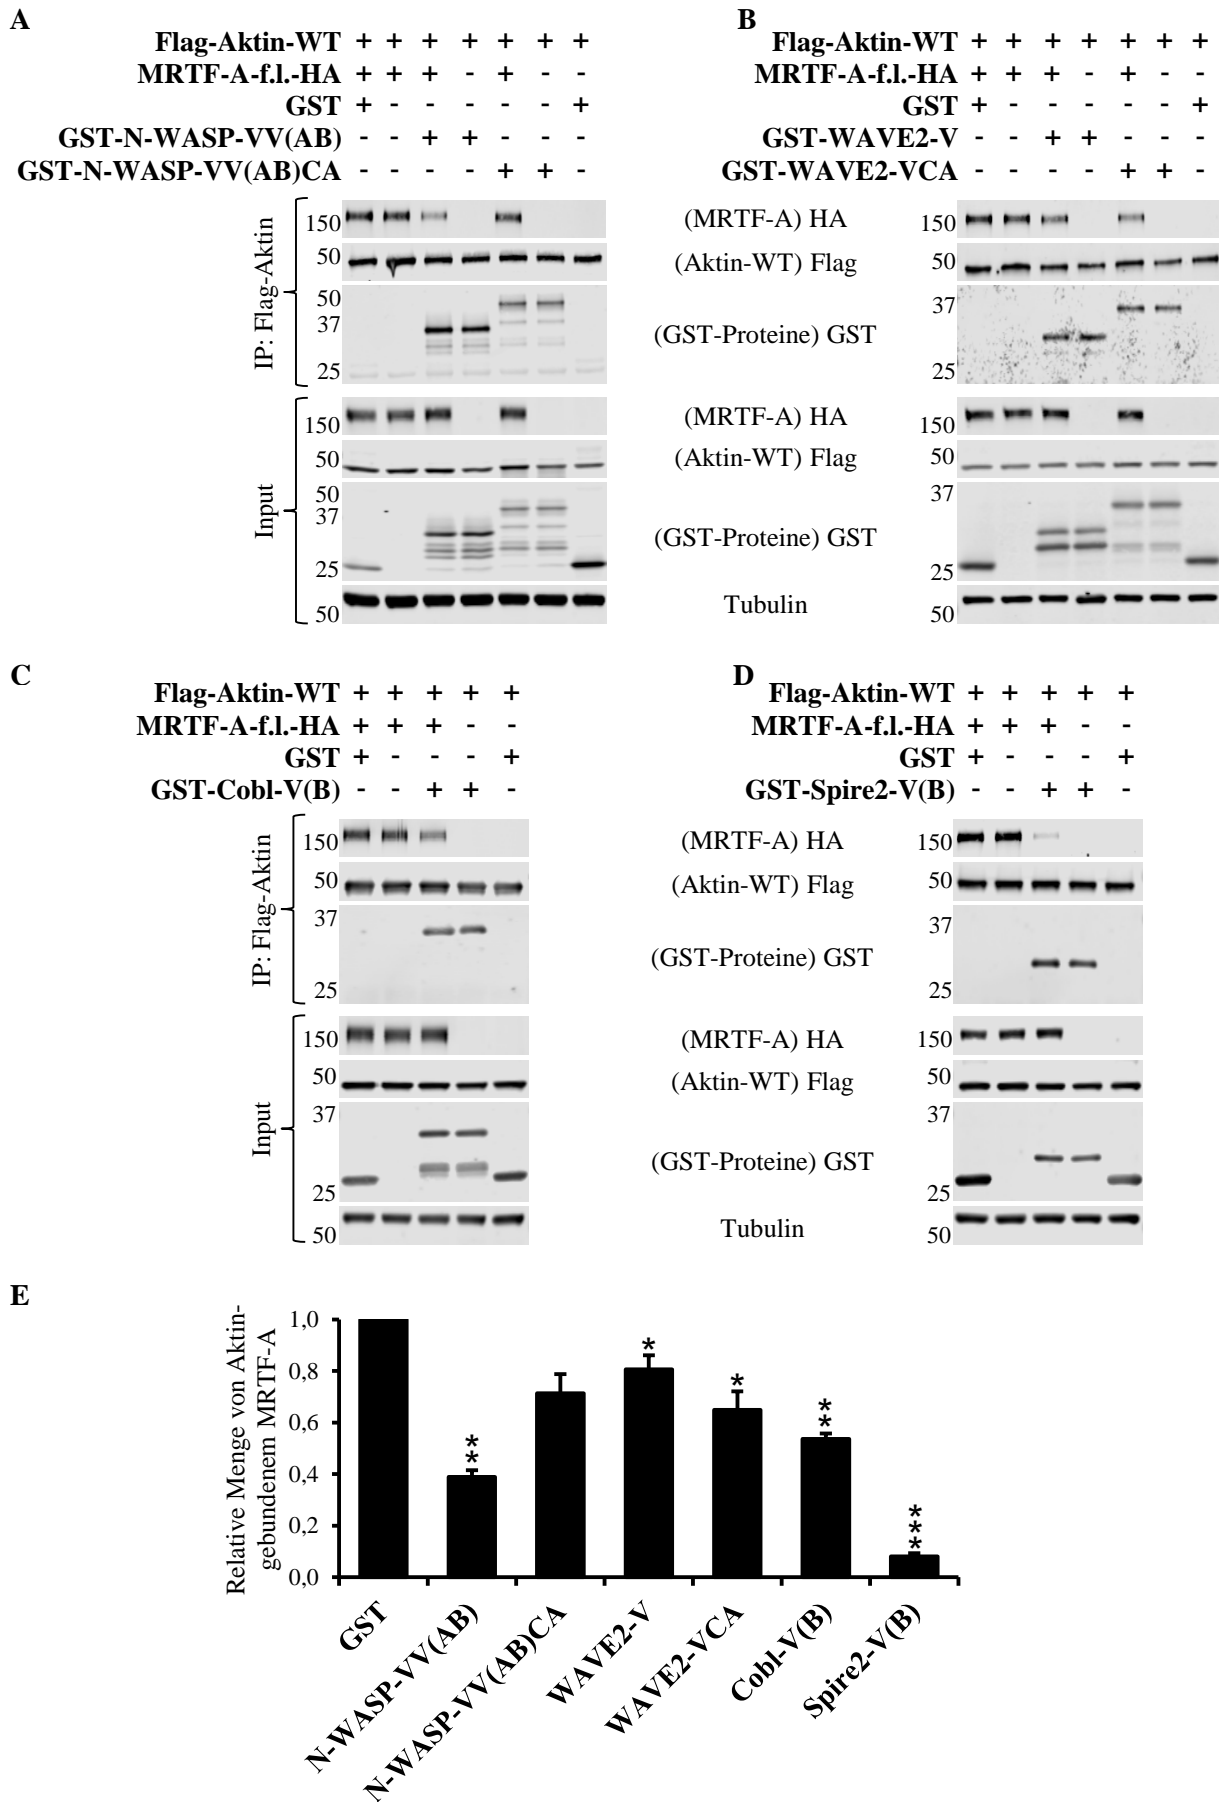 A
Flag-Aktin-WT + + + + + + +
MRTF-A-f.l.-HA + + + - + - -
GST + - - - - - +
GST-N-WASP-VV(AB) - - + + - - -
GST-N-WASP-VV(AB)CA - - - - + + -
IP: Flag-Aktin
150
50
50
37
25
Input
150
50
50
37
25
50
(MRTF-A) HA
(Aktin-WT) Flag
(GST-Proteine) GST
(MRTF-A) HA
(Aktin-WT) Flag
(GST-Proteine) GST
Tubulin
B
Flag-Aktin-WT + + + + + + +
MRTF-A-f.l.-HA + + + - + - -
GST + - - - - - +
GST-WAVE2-V - - + + - - -
GST-WAVE2-VCA - - - - + + -
150
50
37
25
150
50
37
25
50
C
Flag-Aktin-WT + + + + +
MRTF-A-f.l.-HA + + + - -
GST + - - - +
GST-Cobl-V(B) - - + + -
IP: Flag-Aktin
150
50
37
25
Input
150
50
37
25
50
(MRTF-A) HA
(Aktin-WT) Flag
(GST-Proteine) GST
(MRTF-A) HA
(Aktin-WT) Flag
(GST-Proteine) GST
Tubulin
D
Flag-Aktin-WT + + + + +
MRTF-A-f.l.-HA + + + - -
GST + - - - +
GST-Spire2-V(B) - - + + -
150
50
37
25
150
50
37
25
50
E
Relative Menge von Aktin-
gebundenem MRTF-A
1,0
0,8
0,6
0,4
0,2
0,0
**
*
*
**
***
GST
N-WASP-VV(AB)
N-WASP-VV(AB)CA
WAVE2-V
WAVE2-VCA
Cobl-V(B)
Spire2-V(B)